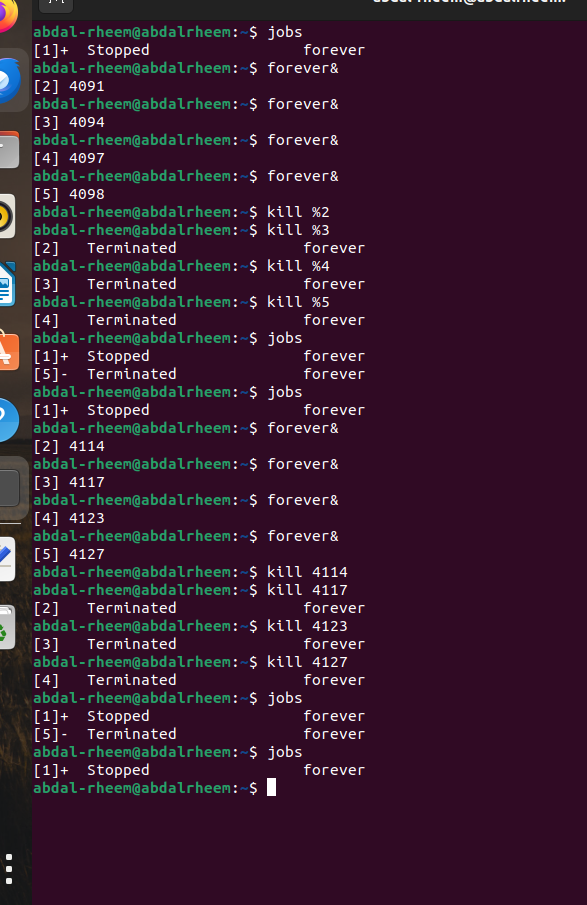 abdal-rheem@abdalrheem:~$ jobs
[1]+  Stopped                 forever
abdal-rheem@abdalrheem:~$ forever&
[2] 4091
abdal-rheem@abdalrheem:~$ forever&
[3] 4094
abdal-rheem@abdalrheem:~$ forever&
[4] 4097
abdal-rheem@abdalrheem:~$ forever&
[5] 4098
abdal-rheem@abdalrheem:~$ kill %2
abdal-rheem@abdalrheem:~$ kill %3
[2]   Terminated              forever
abdal-rheem@abdalrheem:~$ kill %4
[3]   Terminated              forever
abdal-rheem@abdalrheem:~$ kill %5
[4]   Terminated              forever
abdal-rheem@abdalrheem:~$ jobs
[1]+  Stopped                 forever
[5]-  Terminated              forever
abdal-rheem@abdalrheem:~$ jobs
[1]+  Stopped                 forever
abdal-rheem@abdalrheem:~$ forever&
[2] 4114
abdal-rheem@abdalrheem:~$ forever&
[3] 4117
abdal-rheem@abdalrheem:~$ forever&
[4] 4123
abdal-rheem@abdalrheem:~$ forever&
[5] 4127
abdal-rheem@abdalrheem:~$ kill 4114
abdal-rheem@abdalrheem:~$ kill 4117
[2]   Terminated              forever
abdal-rheem@abdalrheem:~$ kill 4123
[3]   Terminated              forever
abdal-rheem@abdalrheem:~$ kill 4127
[4]   Terminated              forever
abdal-rheem@abdalrheem:~$ jobs
[1]+  Stopped                 forever
[5]-  Terminated              forever
abdal-rheem@abdalrheem:~$ jobs
[1]+  Stopped                 forever
abdal-rheem@abdalrheem:~$